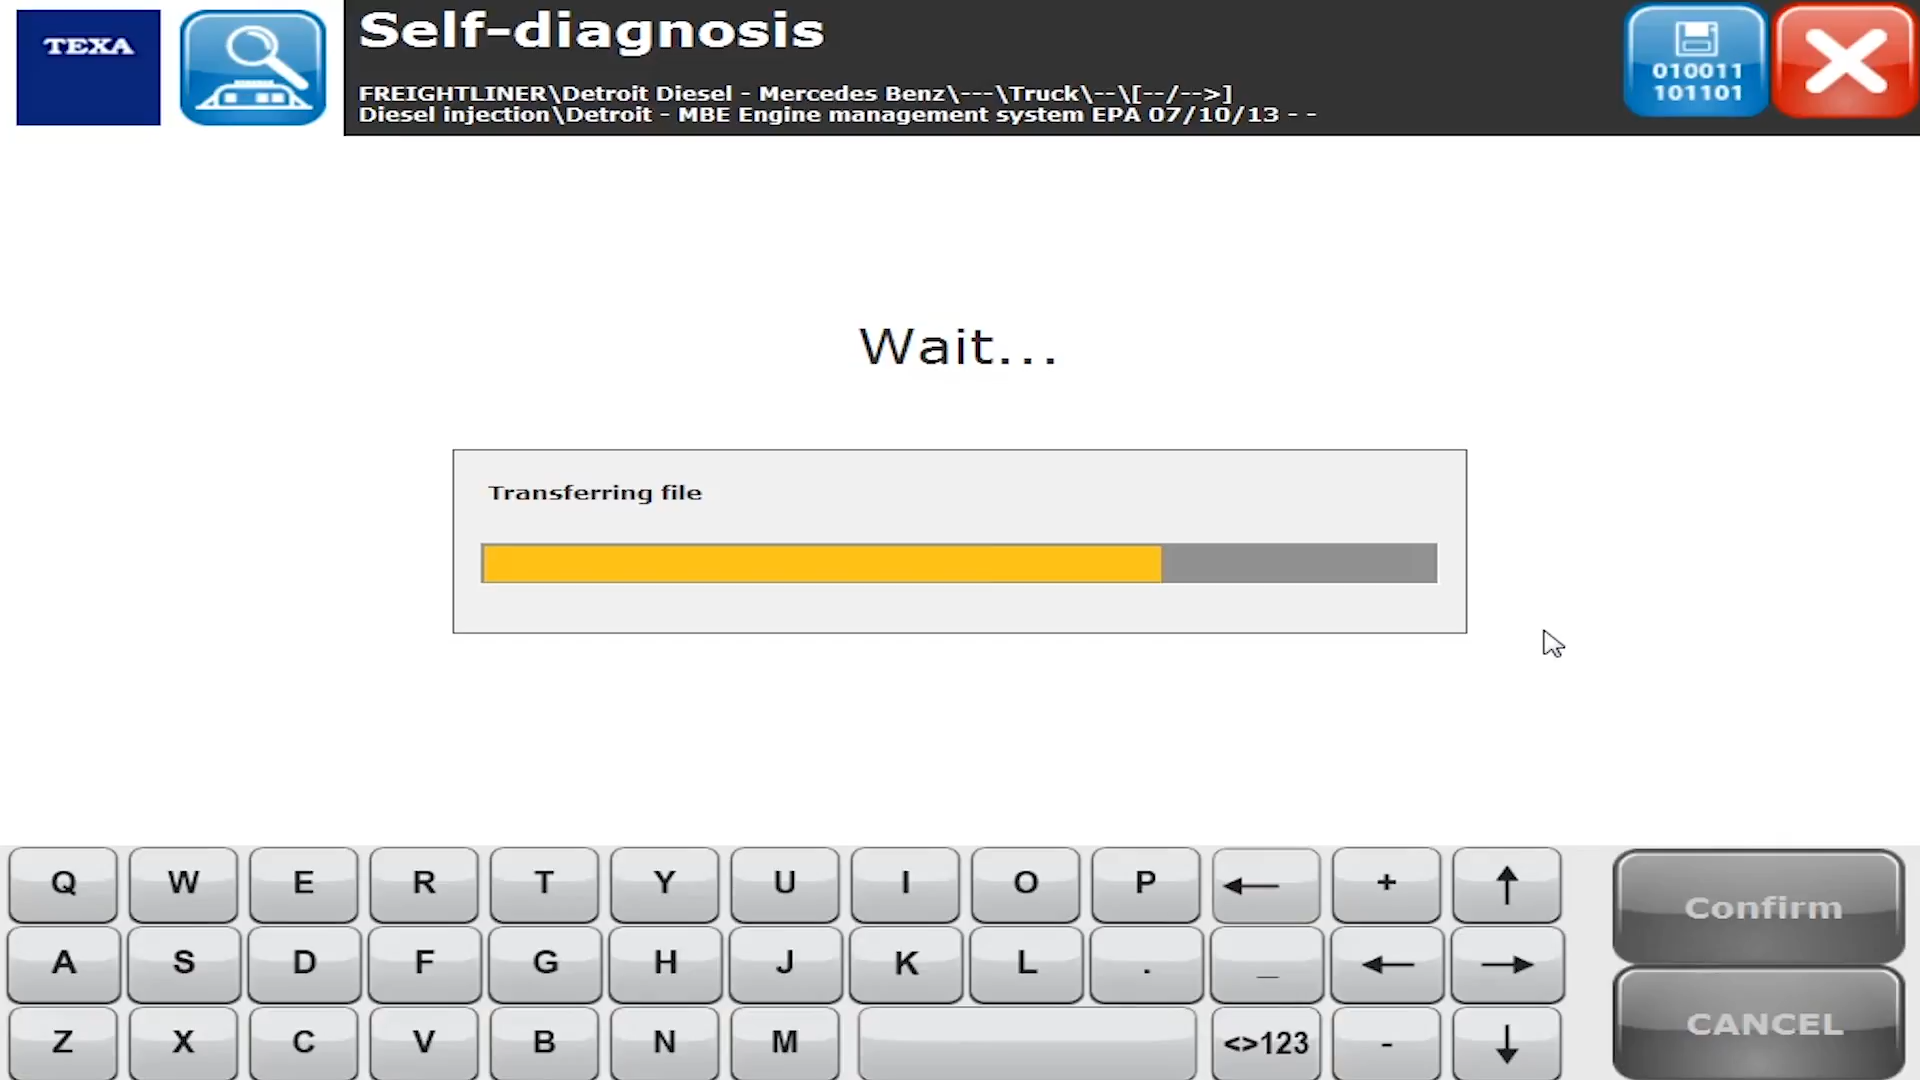 TEXA
Self-diagnosis
FREIGHTLINER\Detroit Diesel - Mercedes Benz\---\Truck\--\[--/-->]
Diesel injection\Detroit - MBE Engine management system EPA 07/10/13 - -
010011
101101
Wait...
Transferring file
Q W E R T Y U I O P ← + ↑
Confirm
A S D F G H J K L . _ ← →
Z X C V B N M <>123 - ↓
CANCEL